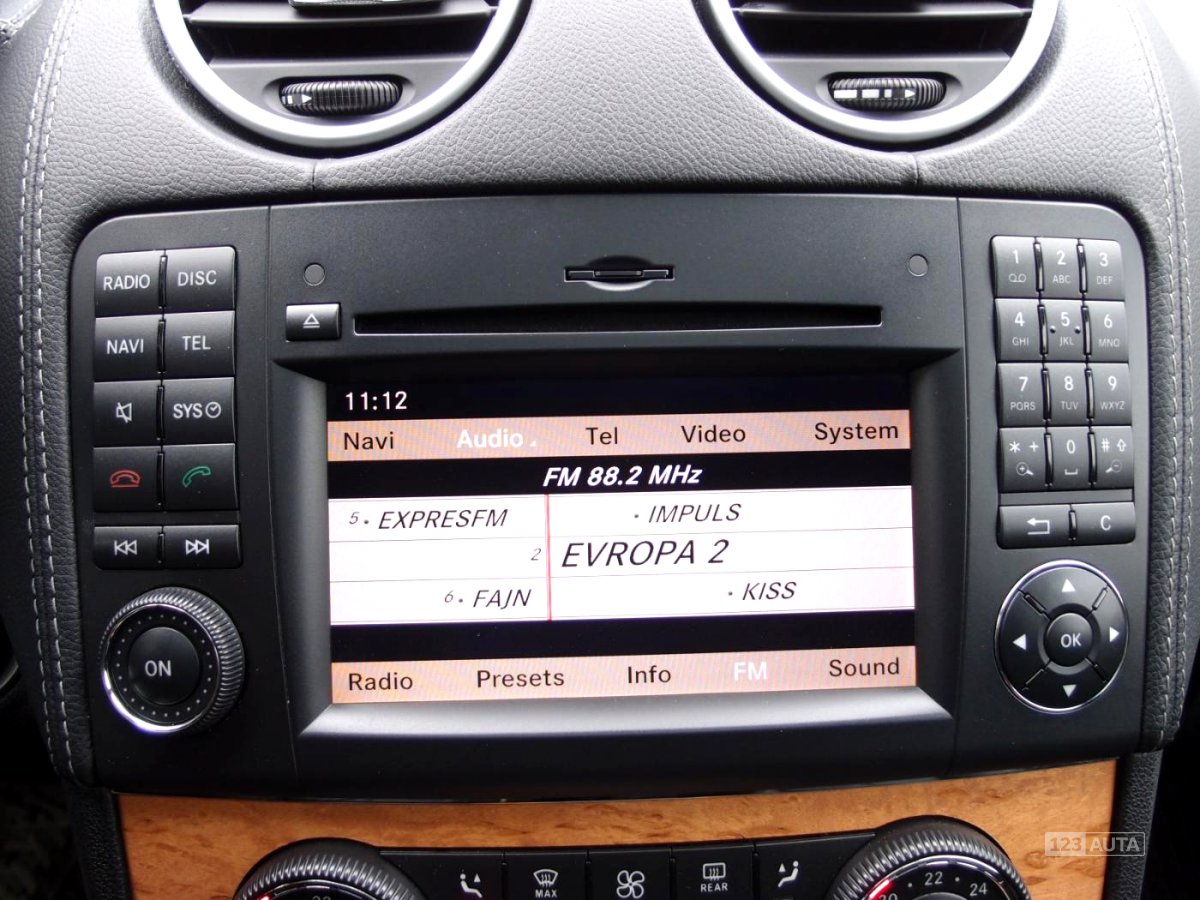 RADIO DISC
NAVI TEL
SYS
ON
11:12
Navi Audio Tel Video System
FM 88.2 MHz
5 • EXPRESFM • IMPULS
2 EVROPA 2
6 • FAJN • KISS
Radio Presets Info FM Sound
1 2 3
ABC DEF
4 5 6
GHI JKL MNO
7 8 9
PQRS TUV WXYZ
* + 0 #
C
OK
MAX
REAR
20 22 24
123 AUTA